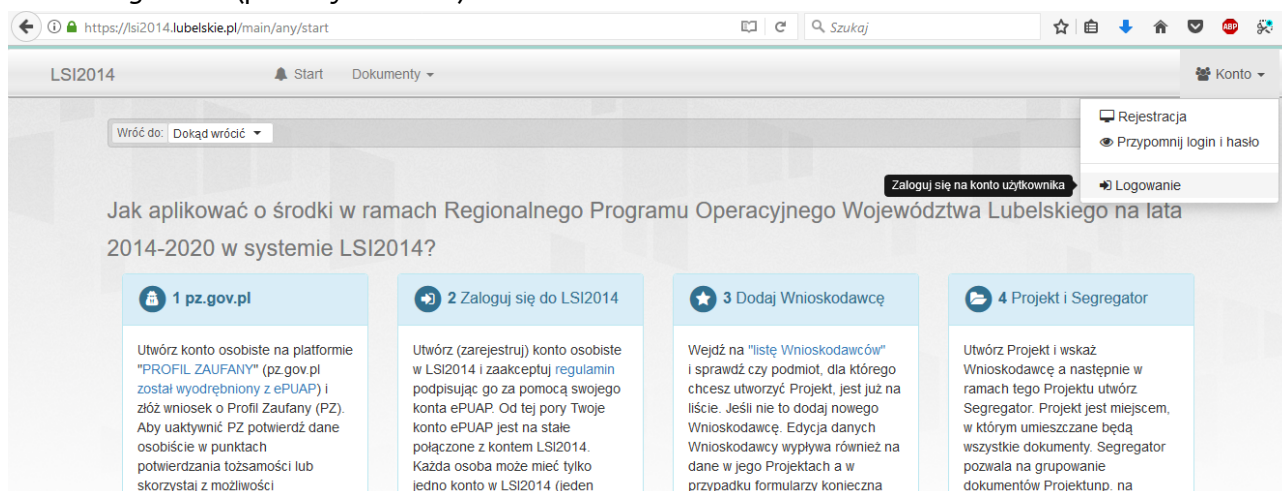 https://lsi2014.lubelskie.pl/main/any/start
Szukaj
ABP
LSI2014
Start
Dokumenty
Konto
Rejestracja
Przypomnij login i hasło
Wróć do: Dokąd wrócić
Zaloguj się na konto użytkownika
Logowanie
Jak aplikować o środki w ramach Regionalnego Programu Operacyjnego Województwa Lubelskiego na lata
2014-2020 w systemie LSI2014?
1 pz.gov.pl
Utwórz konto osobiste na platformie
"PROFIL ZAUFANY" (pz.gov.pl
został wyodrębniony z ePUAP) i
złóż wniosek o Profil Zaufany (PZ).
Aby uaktywnić PZ potwierdź dane
osobiście w punktach
potwierdzania tożsamości lub
skorzystaj z możliwości
2 Zaloguj się do LSI2014
Utwórz (zarejestruj) konto osobiste
w LSI2014 i zaakceptuj regulamin
podpisując go za pomocą swojego
konta ePUAP. Od tej pory Twoje
konto ePUAP jest na stałe
połączone z kontem LSI2014.
Każda osoba może mieć tylko
jedno konto w LSI2014 (jeden
3 Dodaj Wnioskodawcę
Wejdź na "listę Wnioskodawców"
i sprawdź czy podmiot, dla którego
chcesz utworzyć Projekt, jest już na
liście. Jeśli nie to dodaj nowego
Wnioskodawcę. Edycja danych
Wnioskodawcy wypływa również na
dane w jego Projektach a w
przypadku formularzy konieczna
4 Projekt i Segregator
Utwórz Projekt i wskaż
Wnioskodawcę a następnie w
ramach tego Projektu utwórz
Segregator. Projekt jest miejscem,
w którym umieszczane będą
wszystkie dokumenty. Segregator
pozwala na grupowanie
dokumentów Projektunp. na